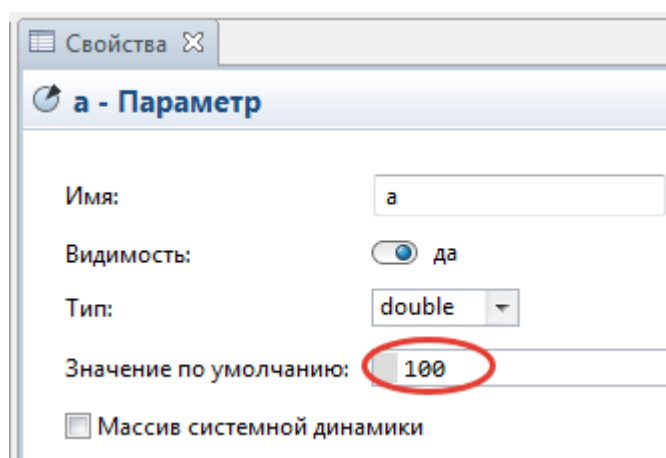 Свойства
a - Параметр
Имя: a
Видимость: да
Тип: double
Значение по умолчанию: 100
Массив системной динамики